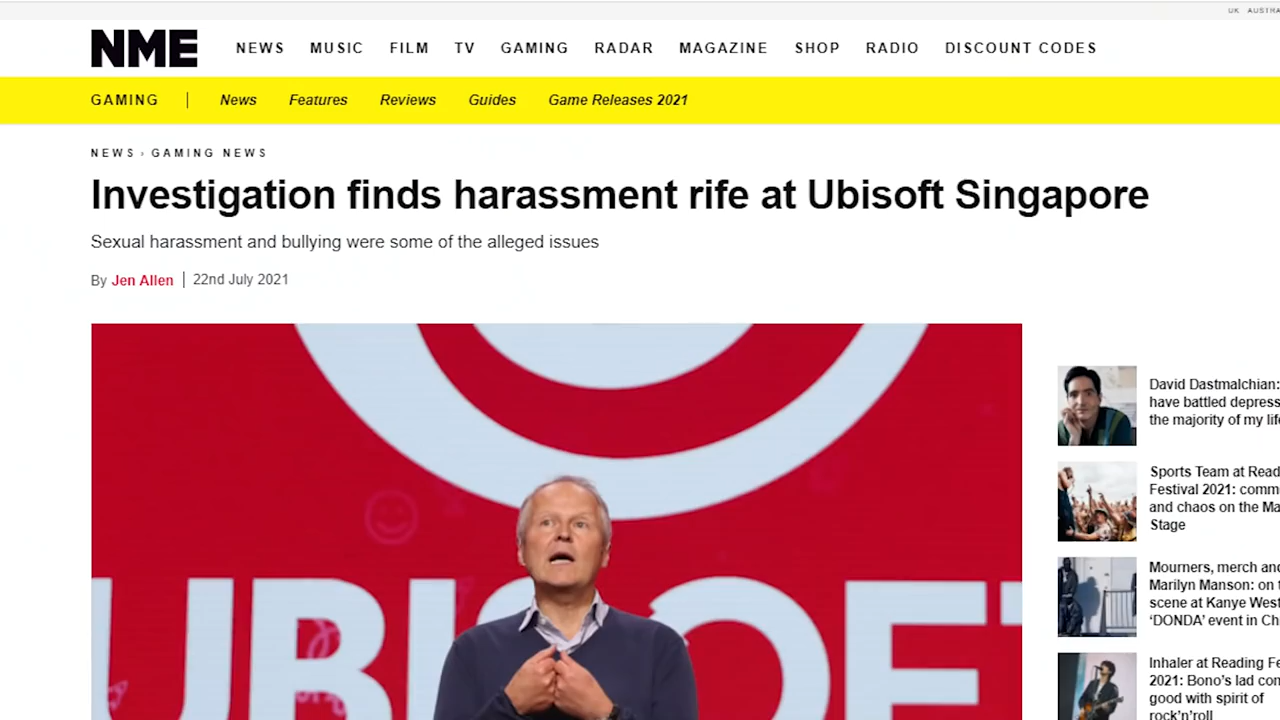 UK AUSTRA
NME
NEWS MUSIC FILM TV GAMING RADAR MAGAZINE SHOP RADIO DISCOUNT CODES
GAMING | News Features Reviews Guides Game Releases 2021
NEWS › GAMING NEWS
Investigation finds harassment rife at Ubisoft Singapore
Sexual harassment and bullying were some of the alleged issues
By Jen Allen | 22nd July 2021
UBISOFT
David Dastmalchian:
have battled depress
the majority of my life
Sports Team at Read
Festival 2021: comm
and chaos on the Ma
Stage
Mourners, merch and
Marilyn Manson: on t
scene at Kanye West
'DONDA' event in Ch
Inhaler at Reading Fe
2021: Bono's lad con
good with spirit of
rock'n'roll